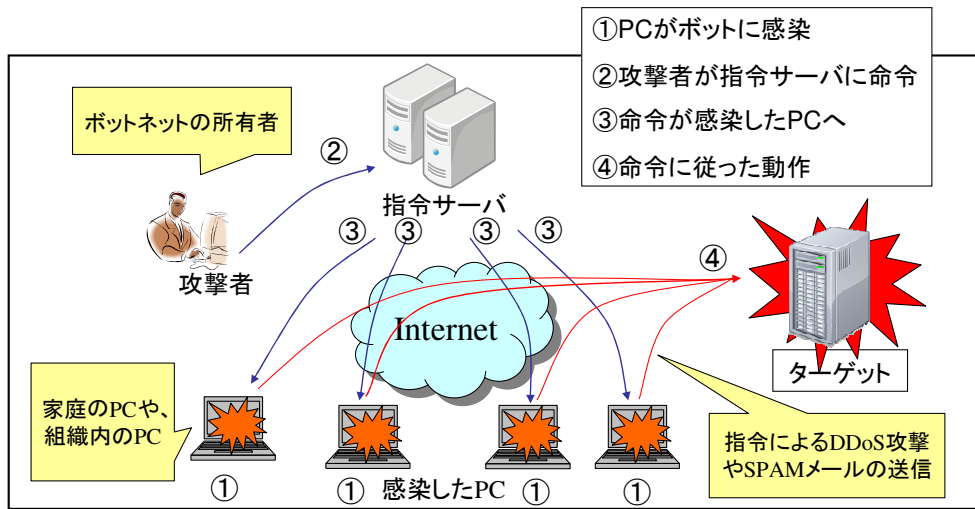 ①PCがボットに感染
②攻撃者が指令サーバに命令
③命令が感染したPCへ
④命令に従った動作
ボットネットの所有者
②
指令サーバ
③ ③ ③ ③
攻撃者
④
Internet
ターゲット
家庭のPCや、
組織内のPC
指令によるDDoS攻撃
やSPAMメールの送信
① ① ① ①
感染したPC